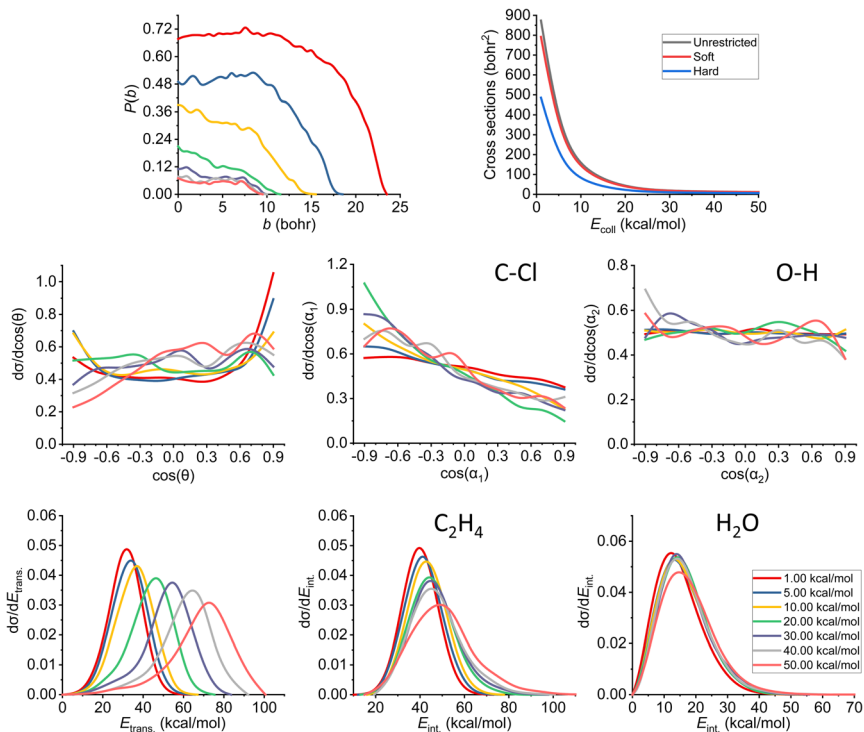 0.72
0.60
0.48
0.36
0.24
0.12
0.00
P(b)
0 5 10 15 20 25
b (bohr)
900
800
700
600
500
400
300
200
100
0
Cross sections (bohr²)
Unrestricted
Soft
Hard
0 10 20 30 40 50
E_coll (kcal/mol)
1.0
0.8
0.6
0.4
0.2
0.0
dσ/dcos(θ)
-0.9 -0.6 -0.3 0.0 0.3 0.6 0.9
cos(θ)
C-Cl
1.2
0.9
0.6
0.3
0.0
dσ/dcos(α₁)
-0.9 -0.6 -0.3 0.0 0.3 0.6 0.9
cos(α₁)
O-H
0.8
0.6
0.4
0.2
0.0
dσ/dcos(α₂)
-0.9 -0.6 -0.3 0.0 0.3 0.6 0.9
cos(α₂)
0.06
0.05
0.04
0.03
0.02
0.01
0.00
dσ/dE_trans.
0 20 40 60 80 100
E_trans. (kcal/mol)
C₂H₄
0.06
0.05
0.04
0.03
0.02
0.01
0.00
dσ/dE_int.
20 40 60 80 100
E_int. (kcal/mol)
H₂O
0.06
0.04
0.02
0.00
dσ/dE_int.
0 10 20 30 40 50 60 70
E_int. (kcal/mol)
1.00 kcal/mol
5.00 kcal/mol
10.00 kcal/mol
20.00 kcal/mol
30.00 kcal/mol
40.00 kcal/mol
50.00 kcal/mol